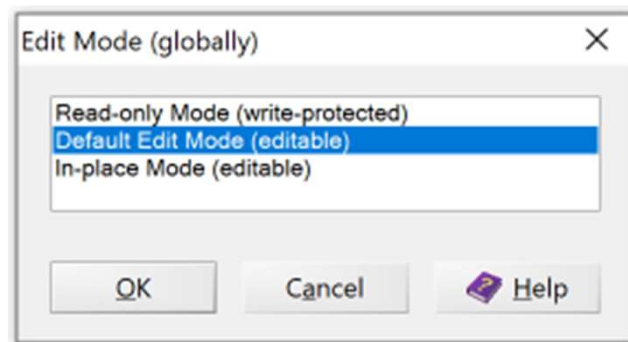 Edit Mode (globally)
Read-only Mode (write-protected)
Default Edit Mode (editable)
In-place Mode (editable)
OK
Cancel
Help